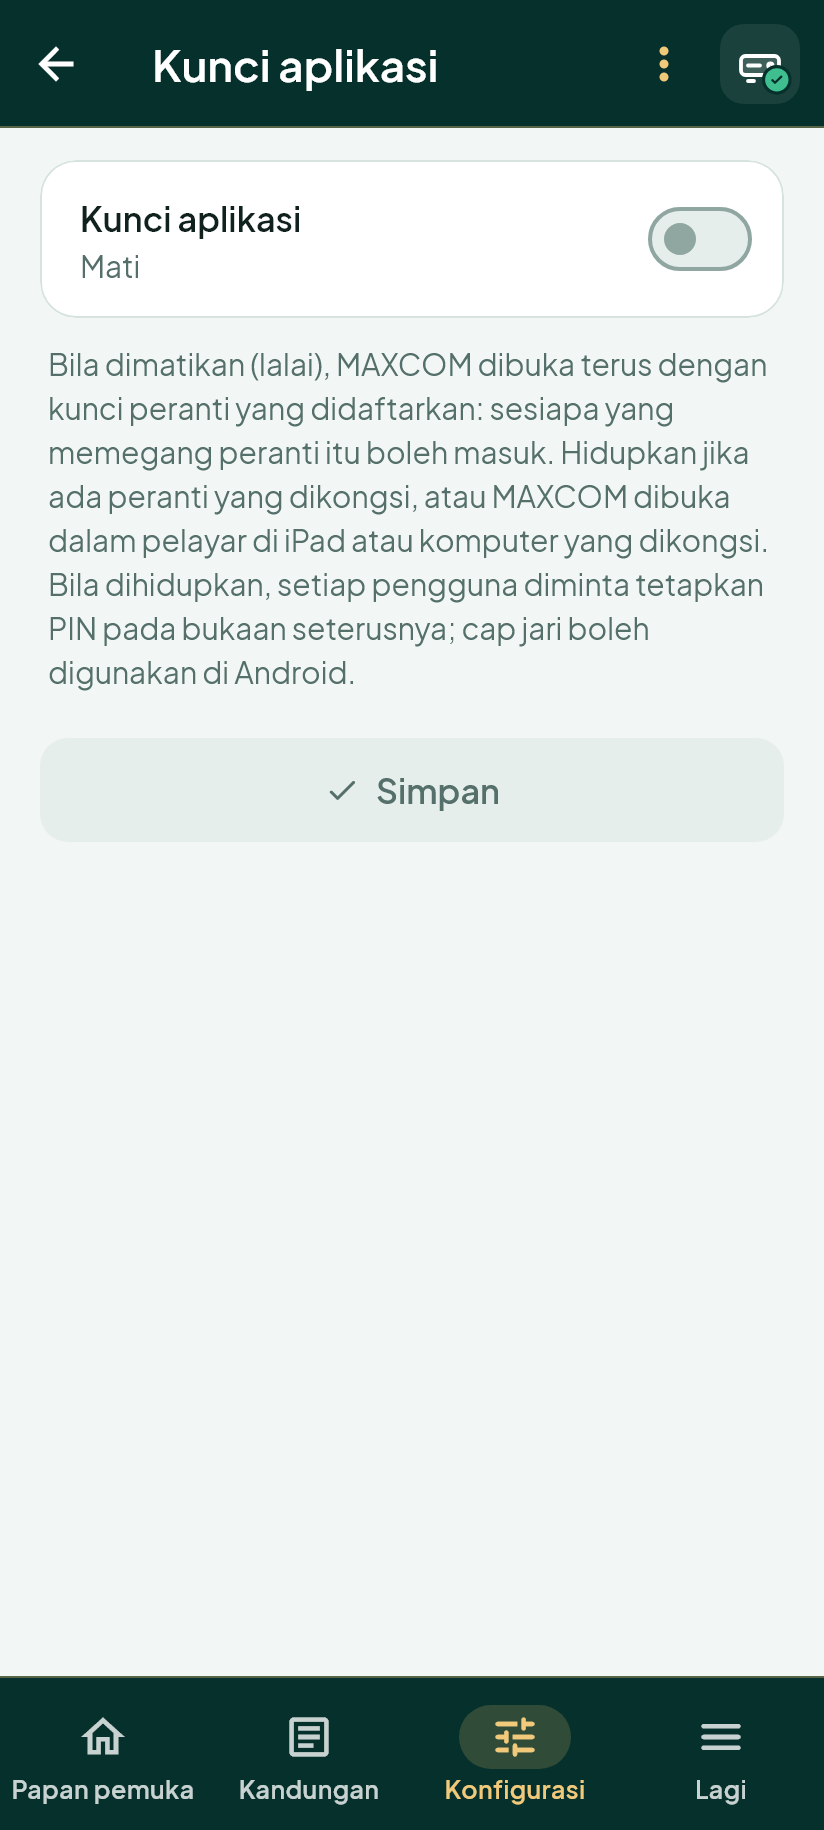 Kunci aplikasi
Kunci aplikasi
Mati
Bila dimatikan (lalai), MAXCOM dibuka terus dengan
kunci peranti yang didaftarkan: sesiapa yang
memegang peranti itu boleh masuk. Hidupkan jika
ada peranti yang dikongsi, atau MAXCOM dibuka
dalam pelayar di iPad atau komputer yang dikongsi.
Bila dihidupkan, setiap pengguna diminta tetapkan
PIN pada bukaan seterusnya; cap jari boleh
digunakan di Android.
Simpan
Papan pemuka
Kandungan
Konfigurasi
Lagi